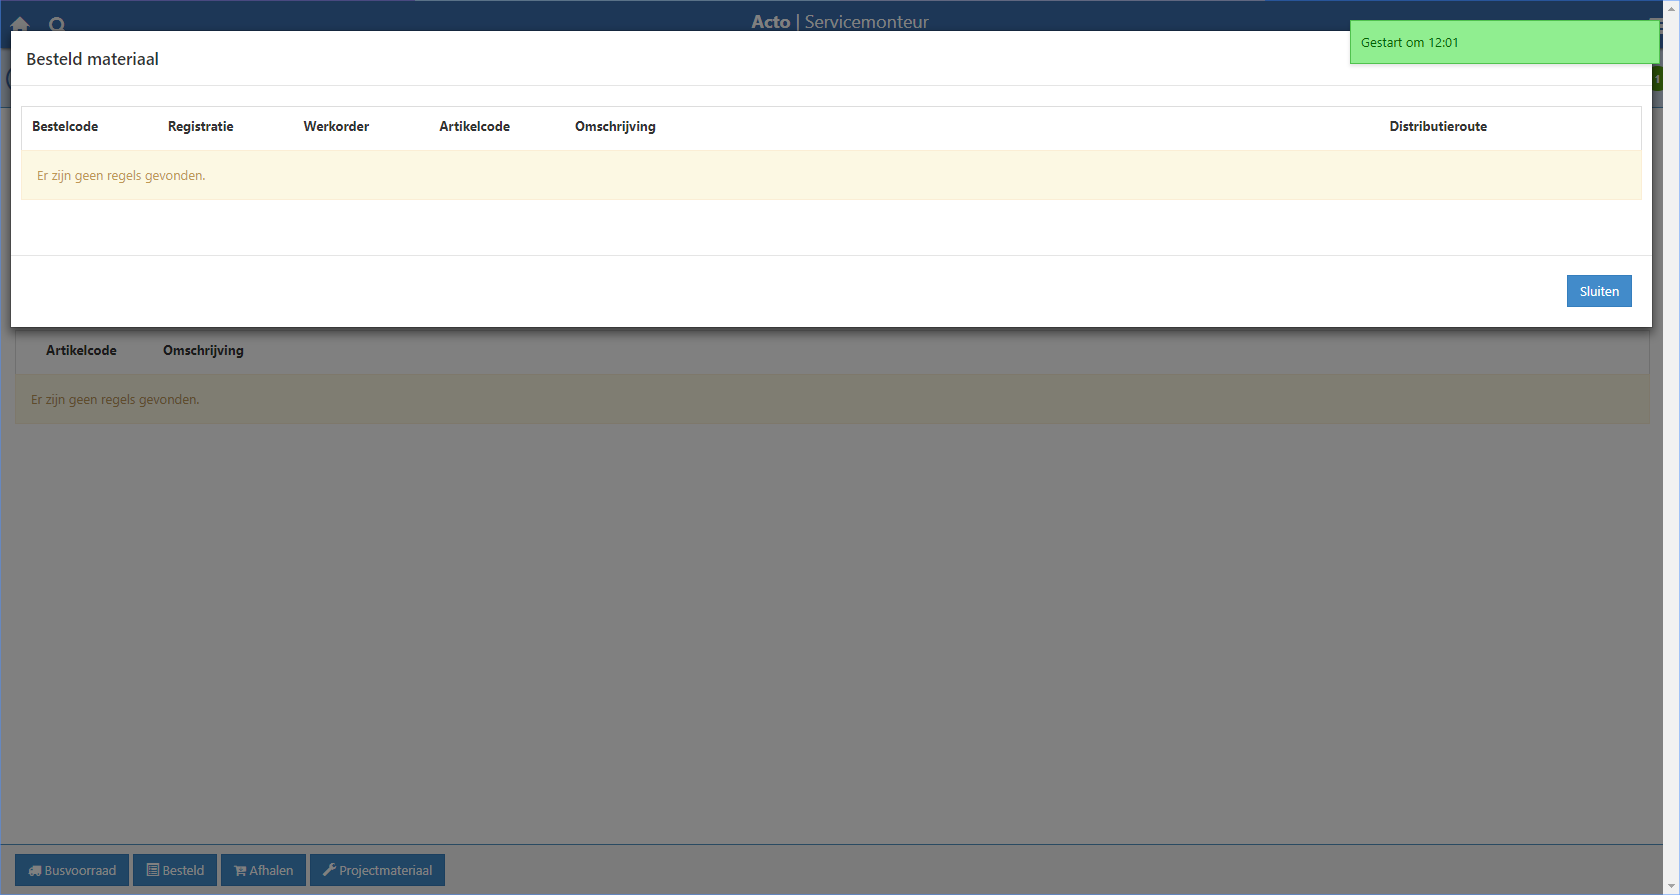 Acto | Servicemonteur
Gestart om 12:01
Besteld materiaal
1
Bestelcode Registratie Werkorder Artikelcode Omschrijving Distributieroute
Er zijn geen regels gevonden.
Sluiten
Artikelcode Omschrijving
Er zijn geen regels gevonden.
Busvoorraad Besteld Afhalen Projectmateriaal